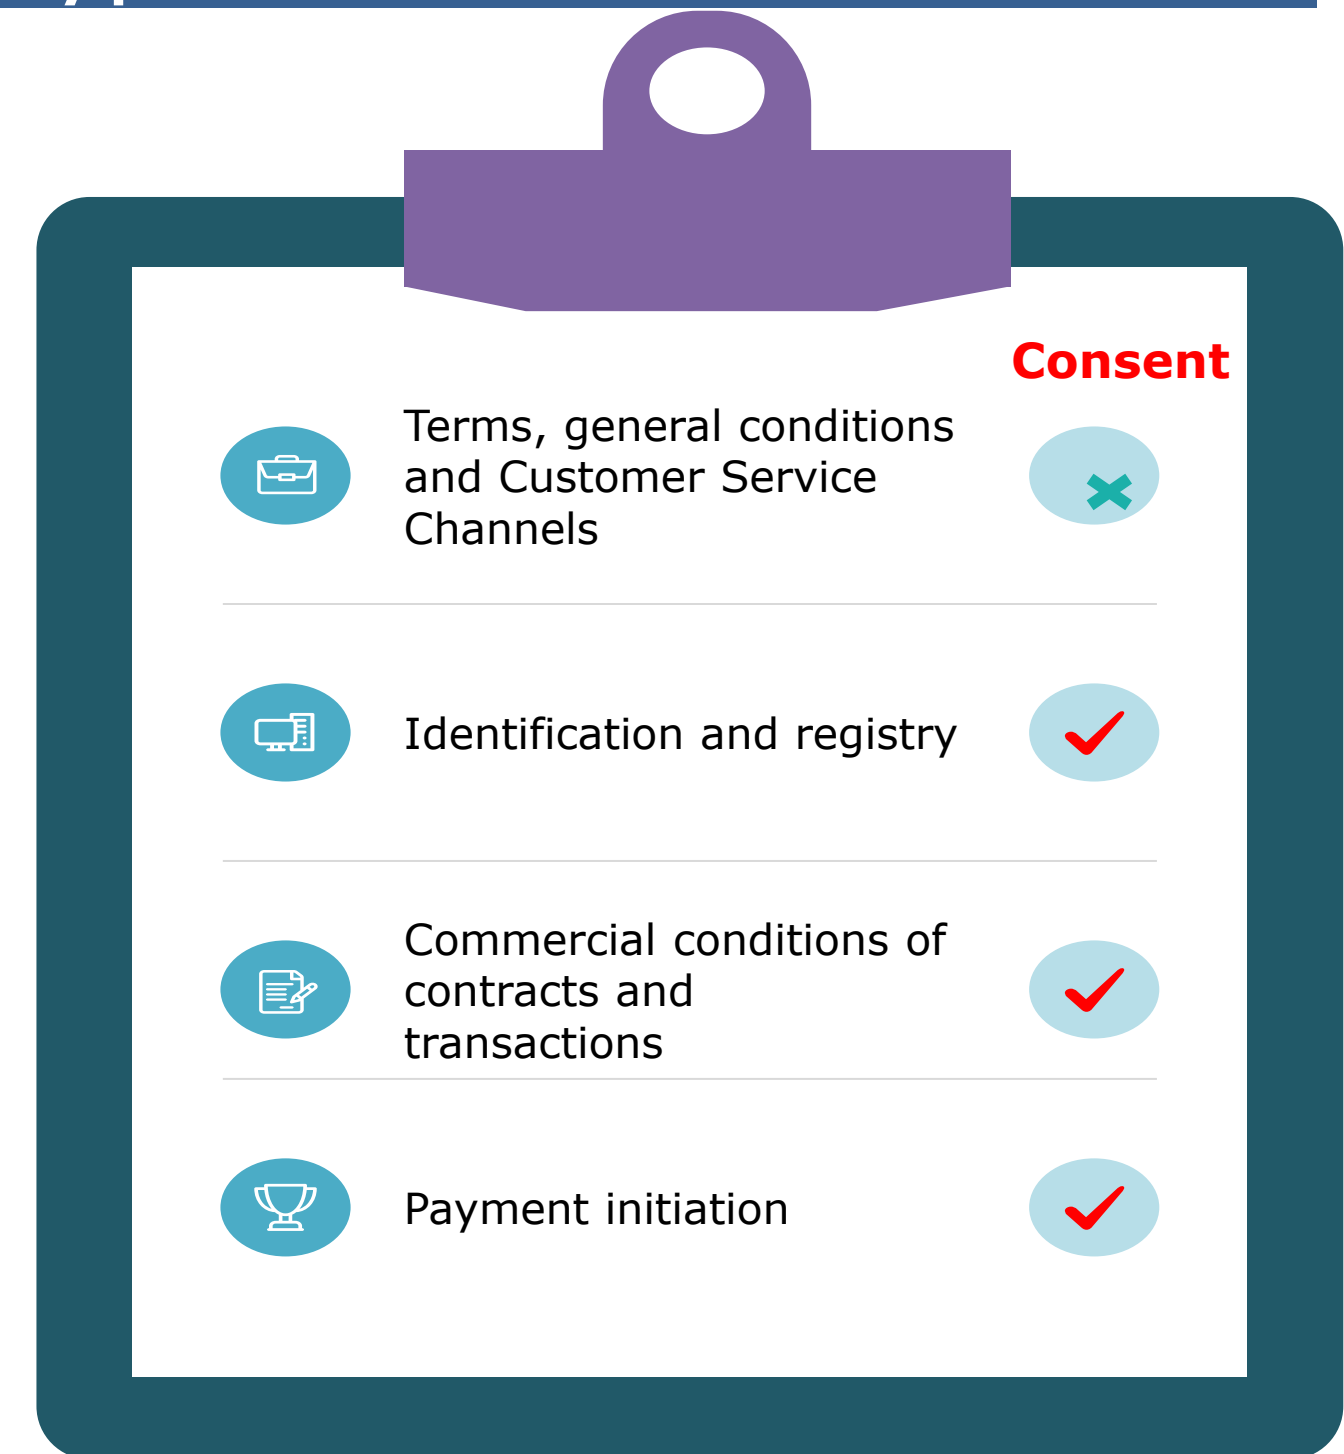 Consent
Terms, general conditions
and Customer Service
Channels
Identification and registry
Commercial conditions of
contracts and
transactions
Payment initiation